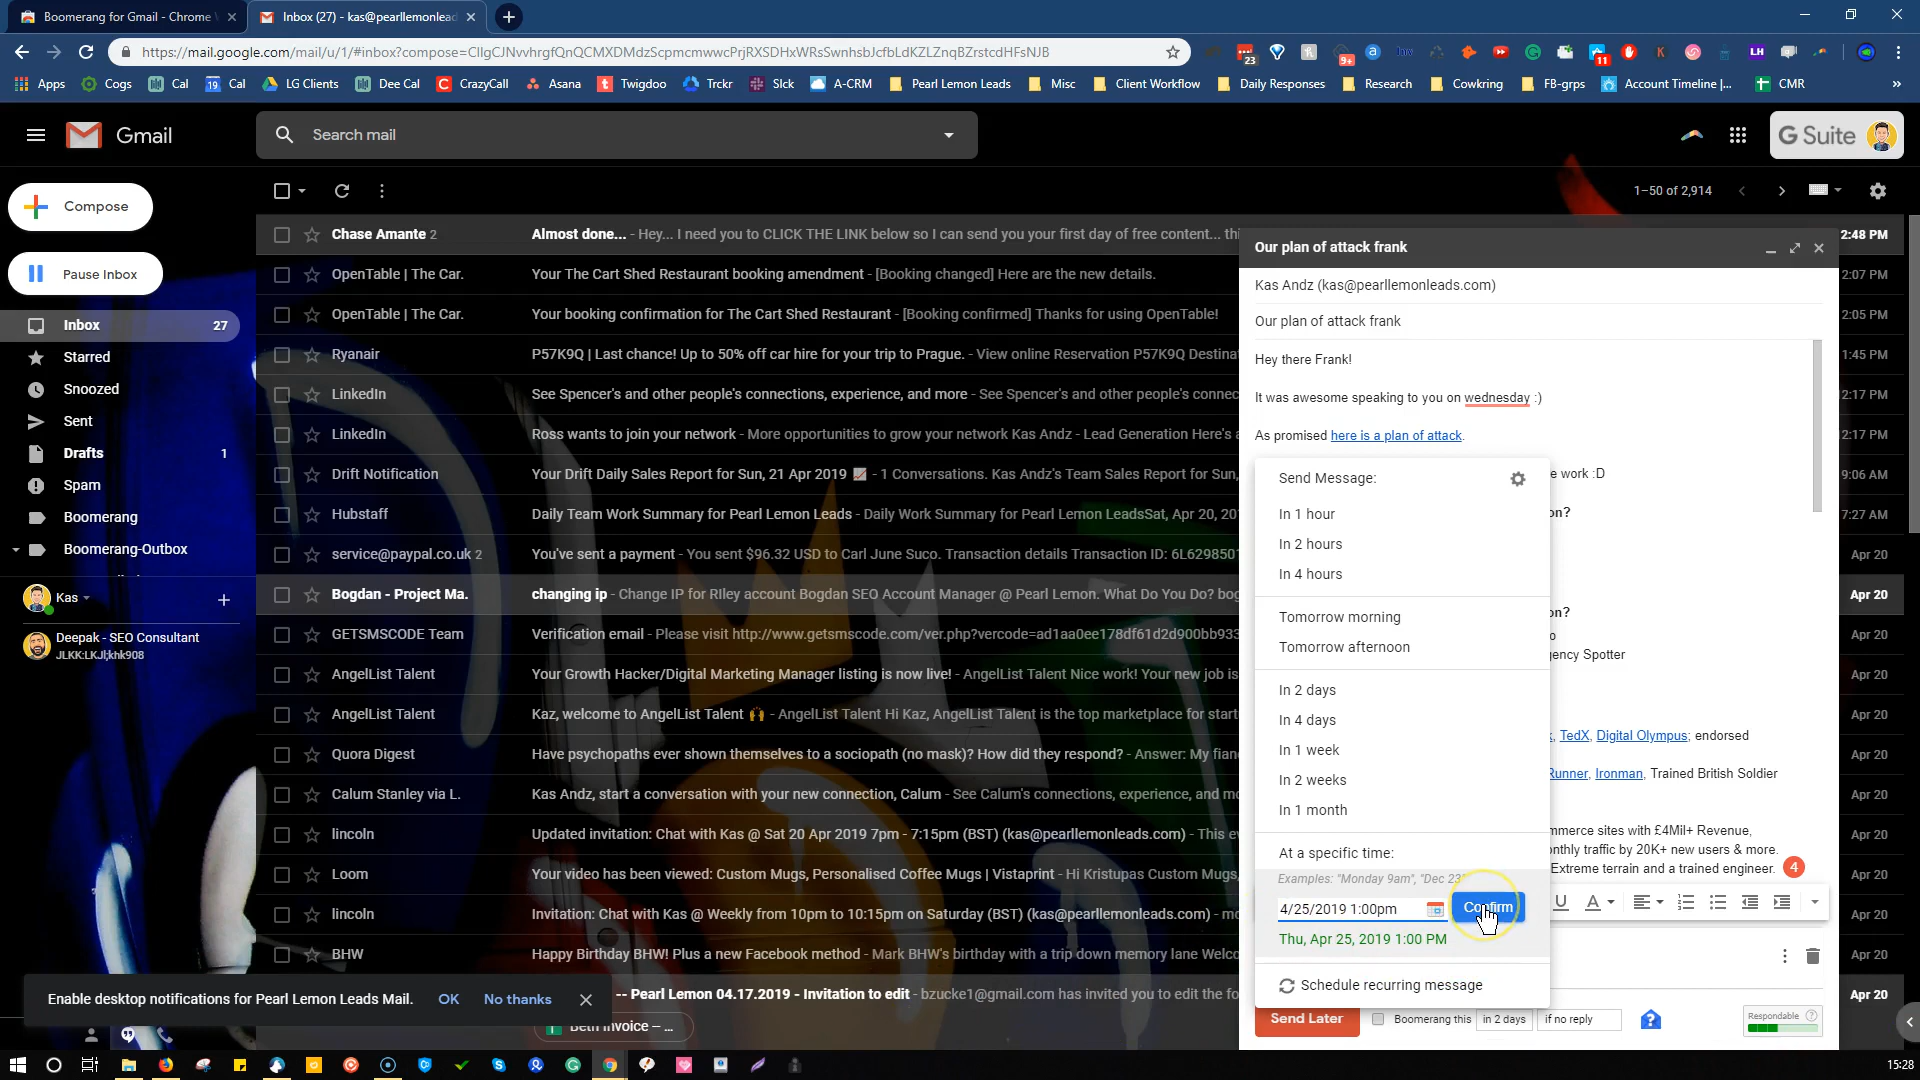 Boomerang for Gmail - Chrome
Inbox (27) - kas@pearllemonlead
https://mail.google.com/mail/u/1/#inbox?compose=CllgCJNvvhrgfQnQCMXDMdzScpmcmwwcPrjRXSDHxWRsSwnhsbJcfbLdKZLZnqBZrstcdHFsNJB
23
9+
11
LH
Apps
Cogs
Cal
Cal
LG Clients
Dee Cal
CrazyCall
Asana
Twigdoo
Trckr
Slck
A-CRM
Pearl Lemon Leads
Misc
Client Workflow
Daily Responses
Research
Cowkring
FB-grps
Account Timeline |...
CMR
Gmail
Search mail
G Suite
Compose
1–50 of 2,914
Pause Inbox
Inbox 27
Starred
Snoozed
Sent
Drafts 1
Spam
Boomerang
Boomerang-Outbox
Kas
Deepak - SEO Consultant
JLKK:LKJl;khk908
Chase Amante 2 Almost done... - Hey... I need you to CLICK THE LINK below so I can send you your first day of free content... thi 2:48 PM
OpenTable | The Car. Your The Cart Shed Restaurant booking amendment - [Booking changed] Here are the new details. 2:07 PM
OpenTable | The Car. Your booking confirmation for The Cart Shed Restaurant - [Booking confirmed] Thanks for using OpenTable! 2:05 PM
Ryanair P57K9Q | Last chance! Up to 50% off car hire for your trip to Prague. - View online Reservation P57K9Q Destina 1:45 PM
LinkedIn See Spencer's and other people's connections, experience, and more - See Spencer's and other people's connec 12:17 PM
LinkedIn Ross wants to join your network - More opportunities to grow your network Kas Andz - Lead Generation Here's a 12:17 PM
Drift Notification Your Drift Daily Sales Report for Sun, 21 Apr 2019 - 1 Conversations. Kas Andz's Team Sales Report for Sun, 9:06 AM
Hubstaff Daily Team Work Summary for Pearl Lemon Leads - Daily Work Summary for Pearl Lemon LeadsSat, Apr 20, 20 7:27 AM
service@paypal.co.uk 2 You've sent a payment - You sent $96.32 USD to Carl June Suco. Transaction details Transaction ID: 6L629850 Apr 20
Bogdan - Project Ma. changing ip - Change IP for RIley account Bogdan SEO Account Manager @ Pearl Lemon. What Do You Do? bog Apr 20
GETSMSCODE Team Verification email - Please visit http://www.getsmscode.com/ver.php?vercode=ad1aa0ee178df61d2d900bb933 Apr 20
AngelList Talent Your Growth Hacker/Digital Marketing Manager listing is now live! - AngelList Talent Nice work! Your new job is Apr 20
AngelList Talent Kaz, welcome to AngelList Talent - AngelList Talent Hi Kaz, AngelList Talent is the top marketplace for start Apr 20
Quora Digest Have psychopaths ever shown themselves to a sociopath (no mask)? How did they respond? - Answer: My fian Apr 20
Calum Stanley via L. Kas Andz, start a conversation with your new connection, Calum - See Calum's connections, experience, and m Apr 20
lincoln Updated invitation: Chat with Kas @ Sat 20 Apr 2019 7pm - 7:15pm (BST) (kas@pearllemonleads.com) - This ev Apr 20
Loom Your video has been viewed: Custom Mugs, Personalised Coffee Mugs | Vistaprint - Hi Kristupas Custom Mugs, Apr 20
lincoln Invitation: Chat with Kas @ Weekly from 10pm to 10:15pm on Saturday (BST) (kas@pearllemonleads.com) - mo Apr 20
BHW Happy Birthday BHW! Plus a new Facebook method - Mark BHW's birthday with a trip down memory lane Welco Apr 20
-- Pearl Lemon 04.17.2019 - Invitation to edit - bzucke1@gmail.com has invited you to edit the fo Apr 20
Beth Invoice – ...
Enable desktop notifications for Pearl Lemon Leads Mail. OK No thanks
Our plan of attack frank
Kas Andz (kas@pearllemonleads.com)
Our plan of attack frank
Hey there Frank!
It was awesome speaking to you on wednesday :)
As promised here is a plan of attack.
e work :D
on?
on?
o
ency Spotter
TedX, Digital Olympus; endorsed
Runner, Ironman, Trained British Soldier
mmerce sites with £4Mil+ Revenue,
nthly traffic by 20K+ new users & more.
Extreme terrain and a trained engineer.
4
Send Message:
In 1 hour
In 2 hours
In 4 hours
Tomorrow morning
Tomorrow afternoon
In 2 days
In 4 days
In 1 week
In 2 weeks
In 1 month
At a specific time:
Examples: "Monday 9am", "Dec 23"
4/25/2019 1:00pm Confirm
Thu, Apr 25, 2019 1:00 PM
Schedule recurring message
Send Later
Boomerang this in 2 days if no reply
Respondable
15:28